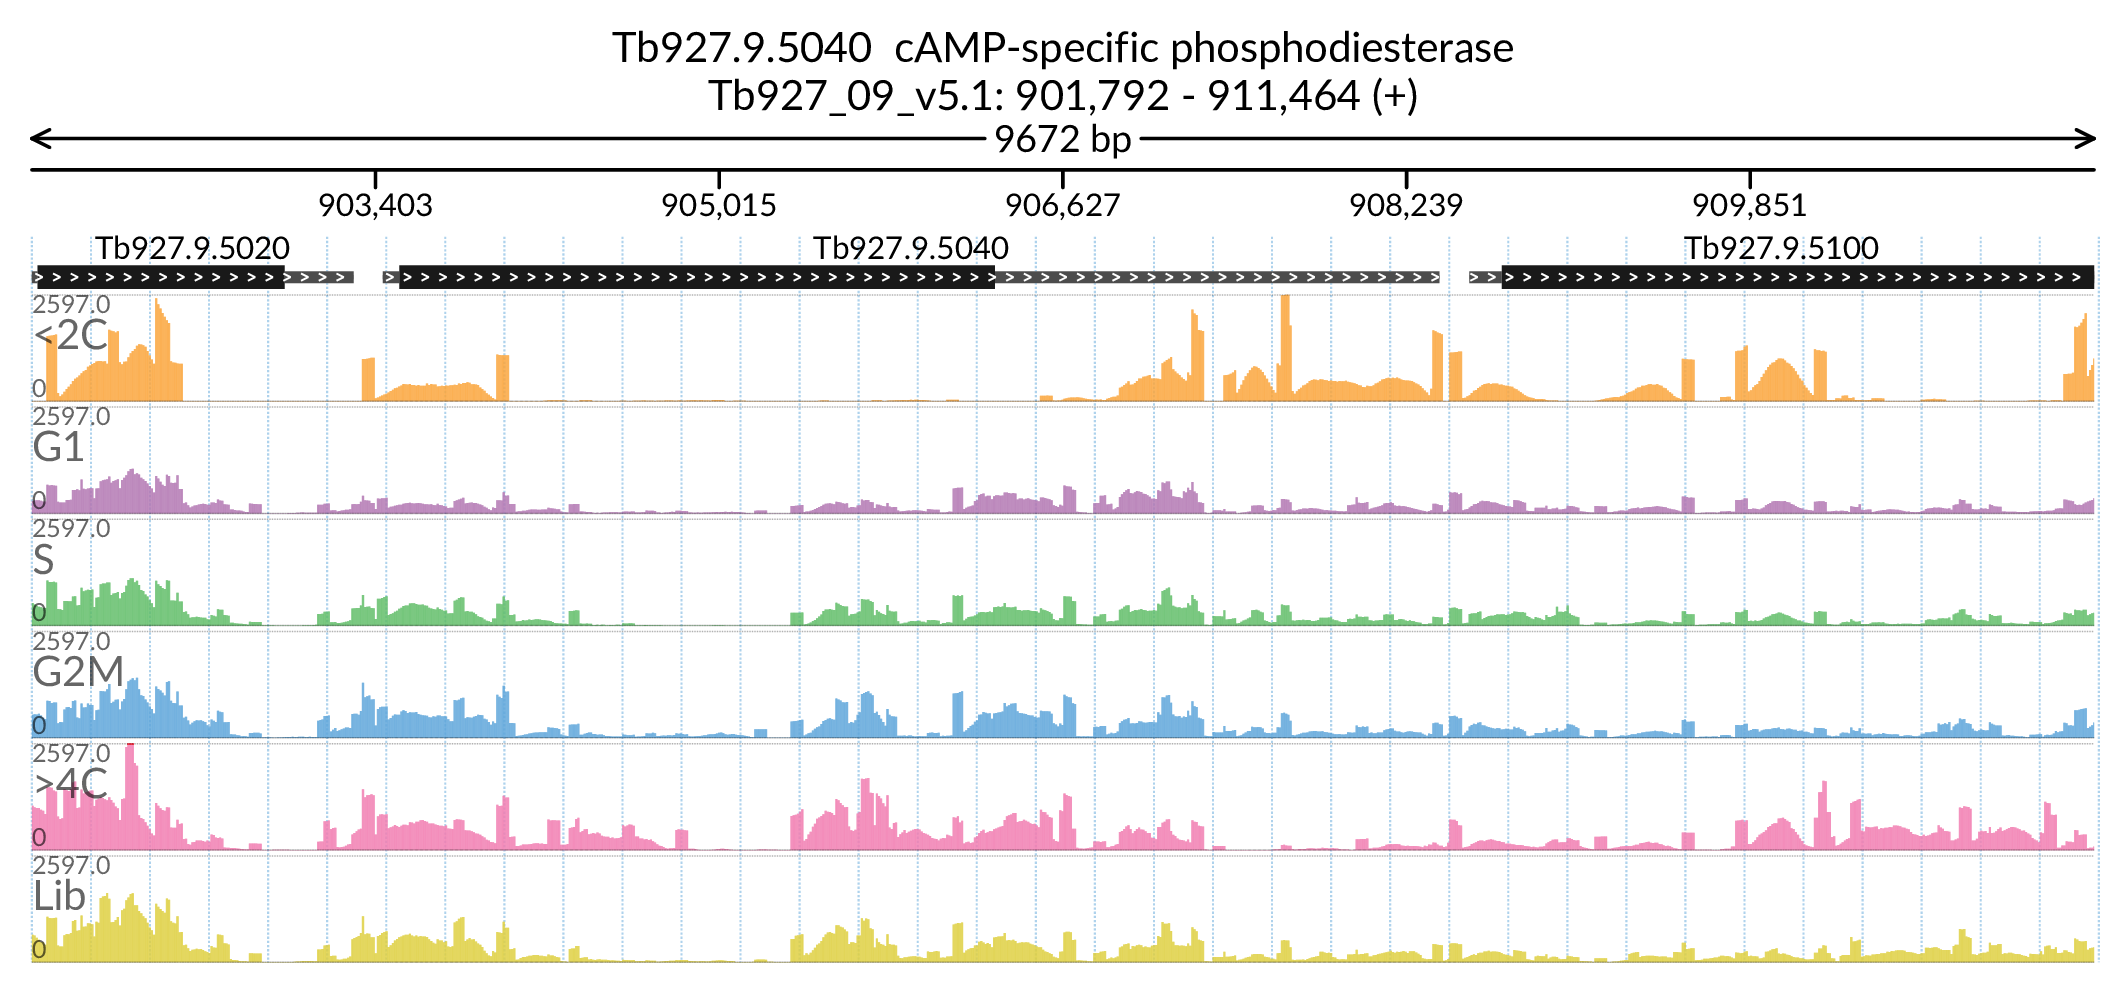 Tb927.9.5040  cAMP-specific phosphodiesterase
Tb927_09_v5.1: 901,792 - 911,464 (+)
9672 bp
903,403 905,015 906,627 908,239 909,851
Tb927.9.5020 Tb927.9.5040 Tb927.9.5100
2597.0
<2C
0
2597.0
G1
0
2597.0
S
0
2597.0
G2M
0
2597.0
>4C
0
2597.0
Lib
0